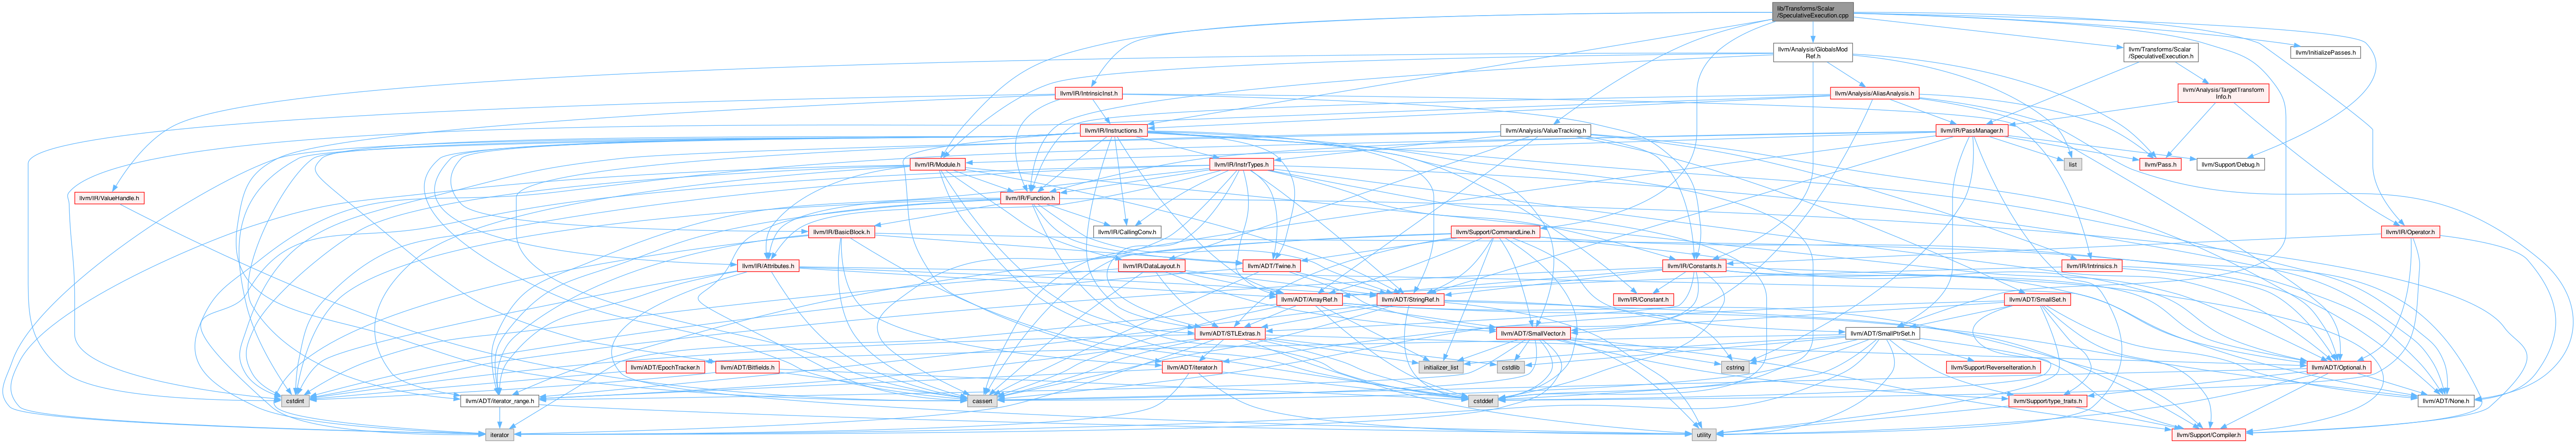 lib/Transforms/Scalar
/SpeculativeExecution.cpp
llvm/Analysis/GlobalsMod
Ref.h
llvm/Transforms/Scalar
/SpeculativeExecution.h
llvm/InitializePasses.h
llvm/IR/IntrinsicInst.h
llvm/Analysis/AliasAnalysis.h
llvm/Analysis/TargetTransform
Info.h
llvm/IR/Instructions.h
llvm/Analysis/ValueTracking.h
llvm/IR/PassManager.h
llvm/IR/Module.h
llvm/IR/InstrTypes.h
list
llvm/Pass.h
llvm/Support/Debug.h
llvm/IR/ValueHandle.h
llvm/IR/Function.h
llvm/IR/BasicBlock.h
llvm/IR/CallingConv.h
llvm/Support/CommandLine.h
llvm/IR/Operator.h
llvm/IR/Attributes.h
llvm/IR/DataLayout.h
llvm/ADT/Twine.h
llvm/IR/Constants.h
llvm/IR/Intrinsics.h
llvm/ADT/ArrayRef.h
llvm/ADT/StringRef.h
llvm/IR/Constant.h
llvm/ADT/SmallSet.h
llvm/ADT/STLExtras.h
llvm/ADT/SmallVector.h
llvm/ADT/SmallPtrSet.h
llvm/ADT/EpochTracker.h
llvm/ADT/Bitfields.h
llvm/ADT/iterator.h
initializer_list
cstdlib
cstring
llvm/Support/ReverseIteration.h
llvm/ADT/Optional.h
cstdint
llvm/ADT/iterator_range.h
cassert
cstddef
llvm/Support/type_traits.h
llvm/ADT/None.h
iterator
utility
llvm/Support/Compiler.h